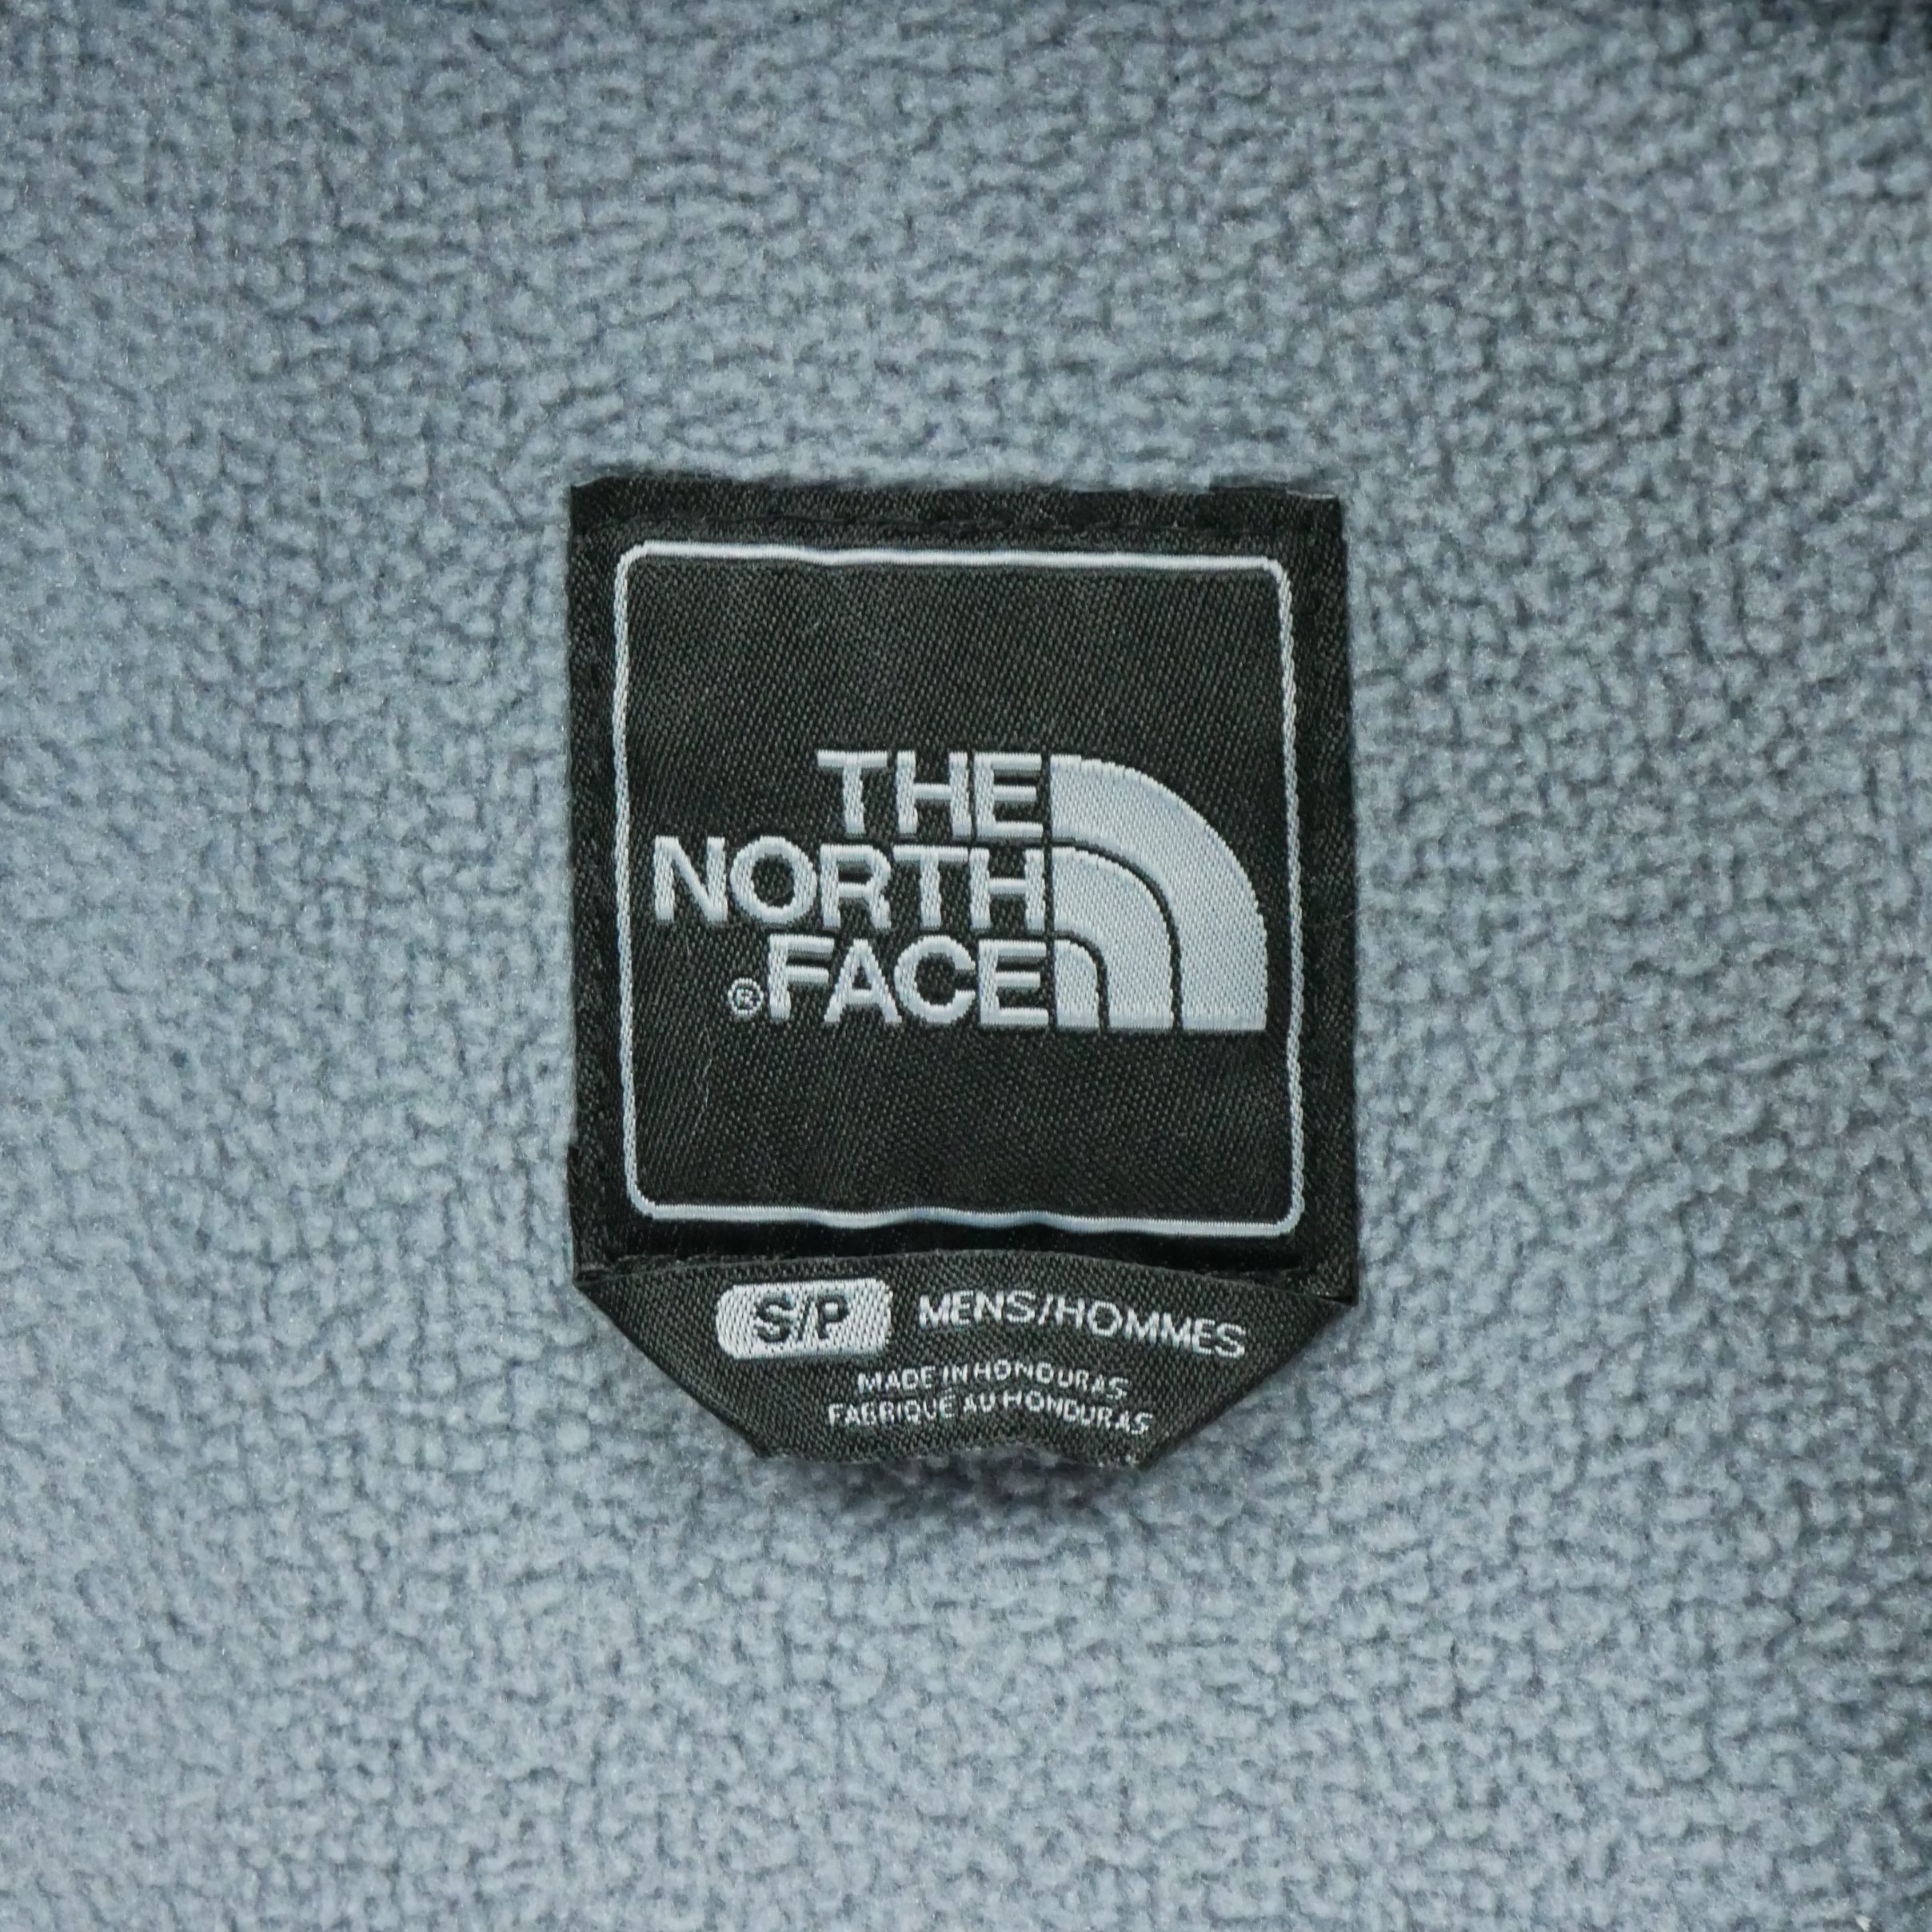 THE
NORTH
®FACE
S/P MENS/HOMMES
MADE IN HONDURAS
FABRIQUÉ AU HONDURAS